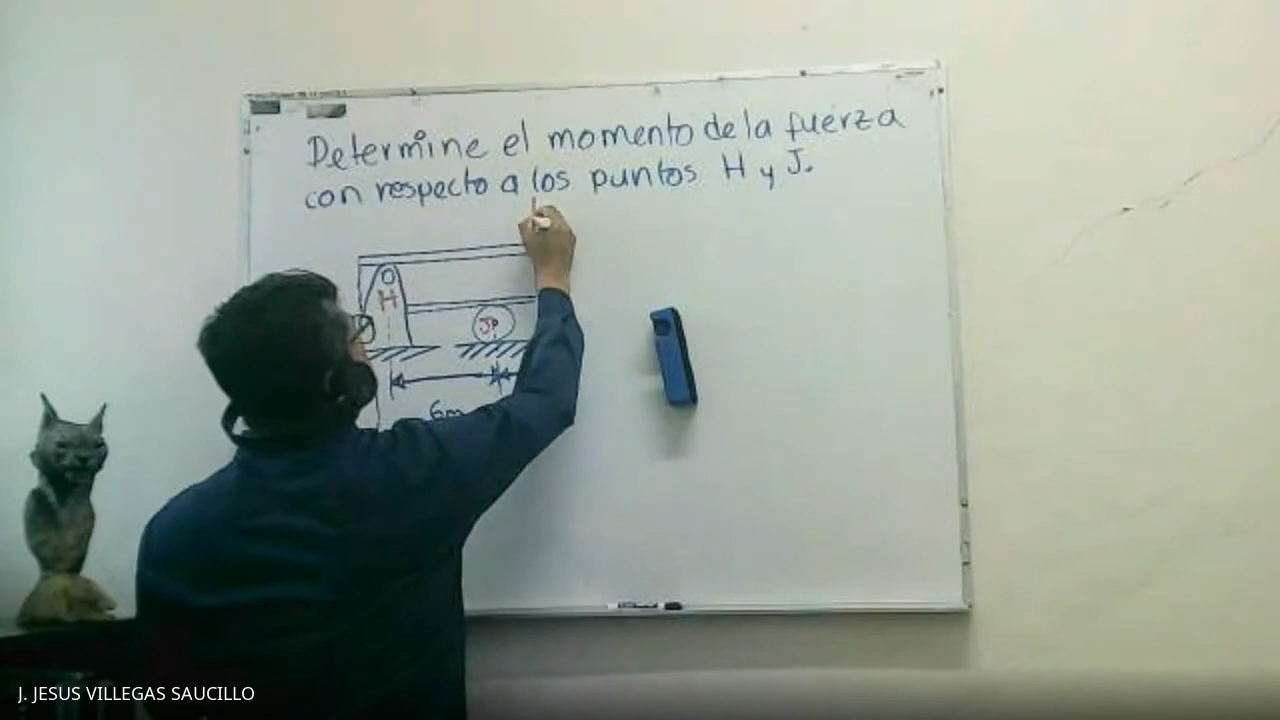 Determine el momento de la fuerza
con respecto a los puntos H y J.
H
J
6m
J. JESUS VILLEGAS SAUCILLO